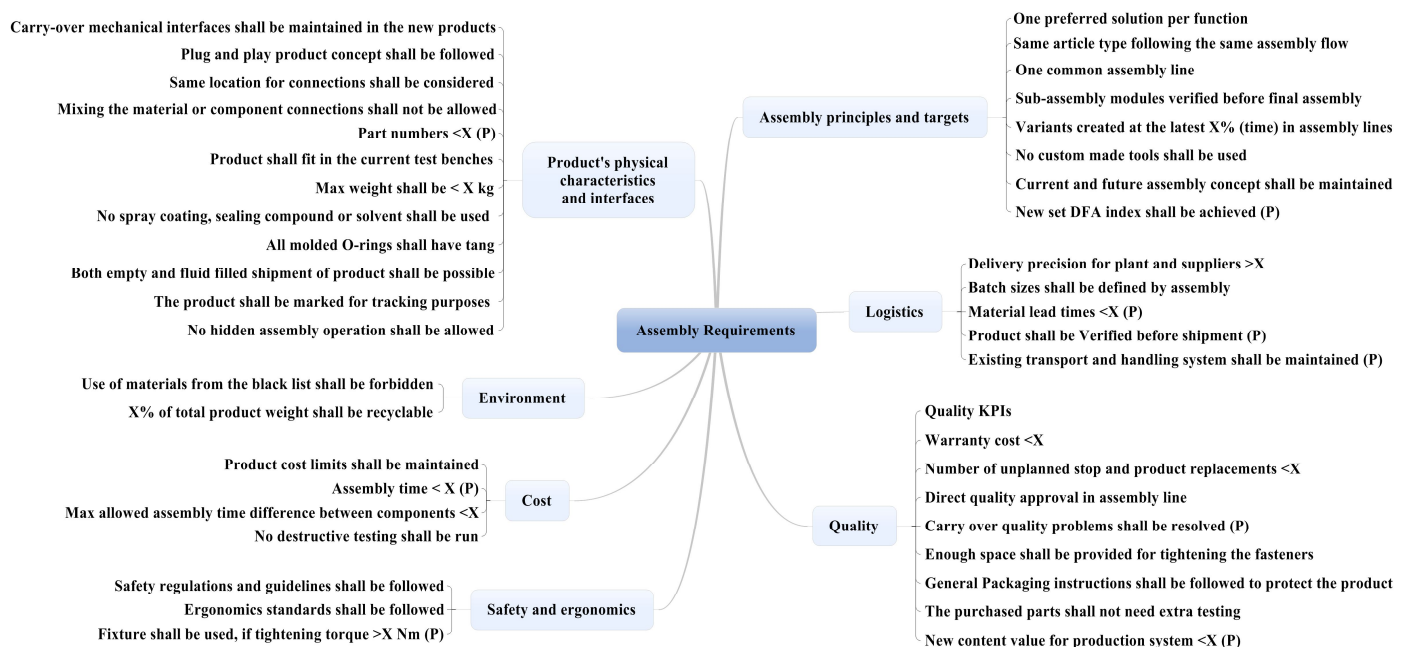 Carry-over mechanical interfaces shall be maintained in the new products
Plug and play product concept shall be followed
Same location for connections shall be considered
Mixing the material or component connections shall not be allowed
Part numbers <X (P)
Product shall fit in the current test benches
Max weight shall be < X kg
No spray coating, sealing compound or solvent shall be used
All molded O-rings shall have tang
Both empty and fluid filled shipment of product shall be possible
The product shall be marked for tracking purposes
No hidden assembly operation shall be allowed
Product's physical
characteristics
and interfaces
Use of materials from the black list shall be forbidden
X% of total product weight shall be recyclable
Environment
Product cost limits shall be maintained
Assembly time < X (P)
Max allowed assembly time difference between components <X
No destructive testing shall be run
Cost
Safety regulations and guidelines shall be followed
Ergonomics standards shall be followed
Fixture shall be used, if tightening torque >X Nm (P)
Safety and ergonomics
Assembly Requirements
Assembly principles and targets
One preferred solution per function
Same article type following the same assembly flow
One common assembly line
Sub-assembly modules verified before final assembly
Variants created at the latest X% (time) in assembly lines
No custom made tools shall be used
Current and future assembly concept shall be maintained
New set DFA index shall be achieved (P)
Logistics
Delivery precision for plant and suppliers >X
Batch sizes shall be defined by assembly
Material lead times <X (P)
Product shall be Verified before shipment (P)
Existing transport and handling system shall be maintained (P)
Quality
Quality KPIs
Warranty cost <X
Number of unplanned stop and product replacements <X
Direct quality approval in assembly line
Carry over quality problems shall be resolved (P)
Enough space shall be provided for tightening the fasteners
General Packaging instructions shall be followed to protect the product
The purchased parts shall not need extra testing
New content value for production system <X (P)